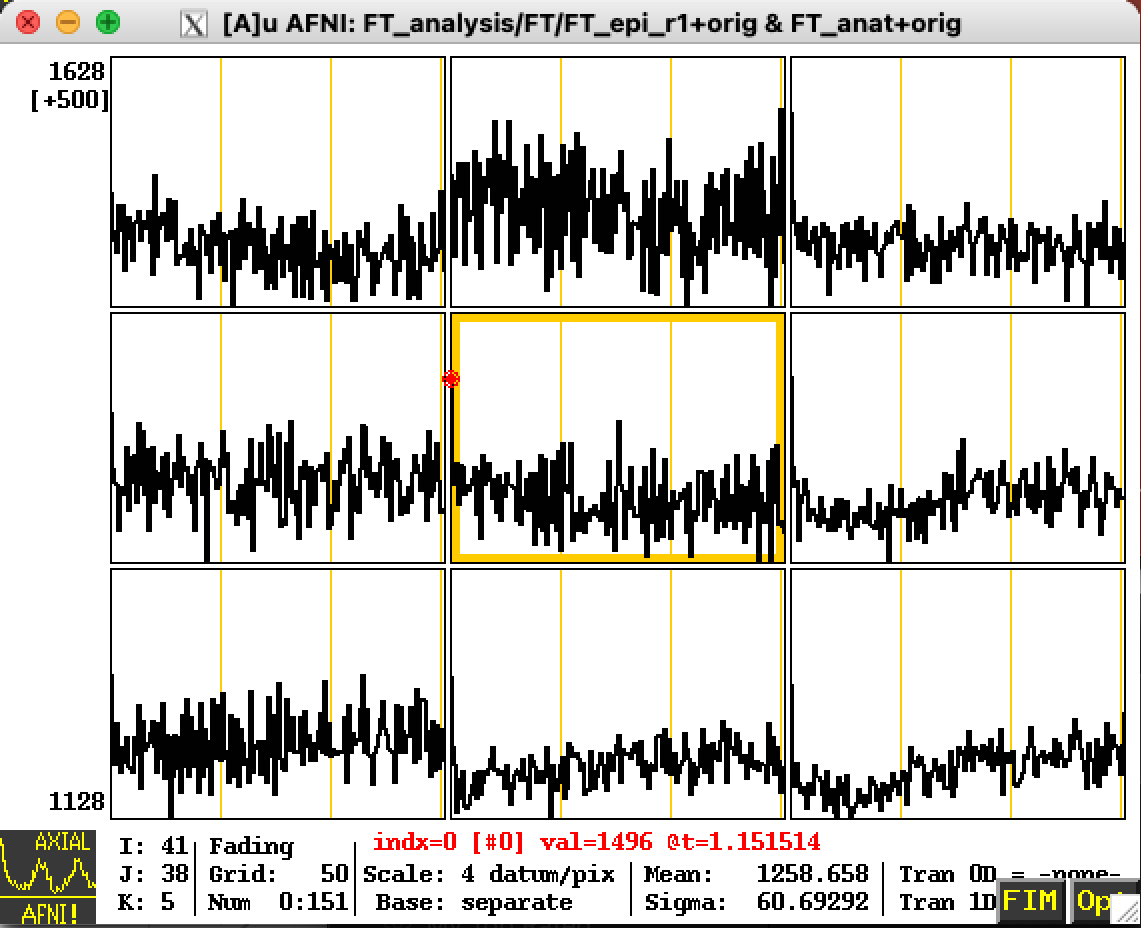 [A]u AFNI: FT_analysis/FT/FT_epi_r1+orig & FT_anat+orig
1628
[+500]
1128
indx=0 [#0] val=1496 @t=1.151514
AXIAL
AFNI!
I: 41 Fading
J: 38 Grid: 50 Scale: 4 datum/pix Mean: 1258.658 Tran 0D = -none-
K: 5 Num 0:151 Base: separate Sigma: 60.69292 Tran 1D
FIM